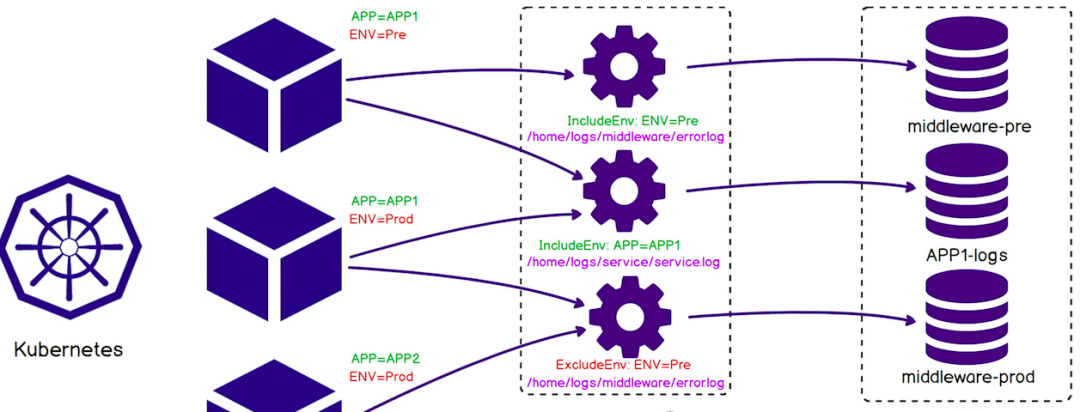 APP=APP1
ENV=Pre
IncludeEnv: ENV=Pre
/home/logs/middleware/error.log
middleware-pre
APP=APP1
ENV=Prod
IncludeEnv: APP=APP1
/home/logs/service/service.log
APP1-logs
Kubernetes
APP=APP2
ENV=Prod
ExcludeEnv: ENV=Pre
/home/logs/middleware/error.log
middleware-prod